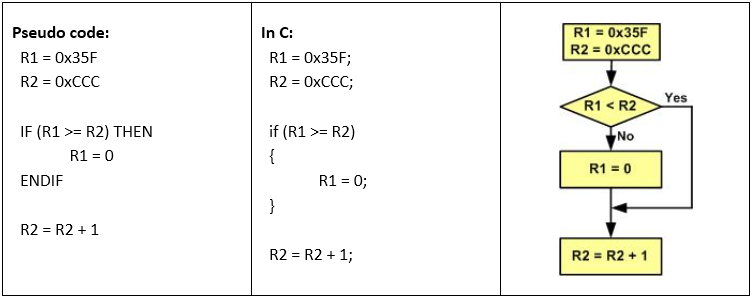 Pseudo code:
R1 = 0x35F
R2 = 0xCCC
IF (R1 >= R2) THEN
R1 = 0
ENDIF
R2 = R2 + 1
In C:
R1 = 0x35F;
R2 = 0xCCC;
if (R1 >= R2)
{
R1 = 0;
}
R2 = R2 + 1;
R1 = 0x35F
R2 = 0xCCC
R1 < R2
Yes
No
R1 = 0
R2 = R2 + 1